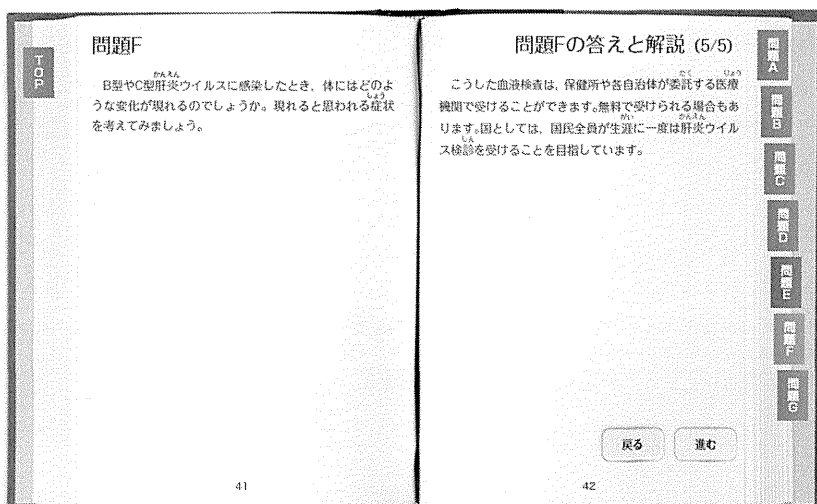 TOP
問題F
B型やC型肝炎ウイルスに感染したとき、体にはどのよ
うな変化が現れるのでしょうか。現れると思われる症状
を考えてみましょう。
41
問題Fの答えと解説 (5/5)
こうした血液検査は、保健所や各自治体が委託する医療
機関で受けることができます。無料で受けられる場合もあ
ります。国としては、国民全員が生涯に一度は肝炎ウイル
ス検診を受けることを目指しています。
戻る
進む
42
問題A
問題B
問題C
問題D
問題E
問題F
問題G